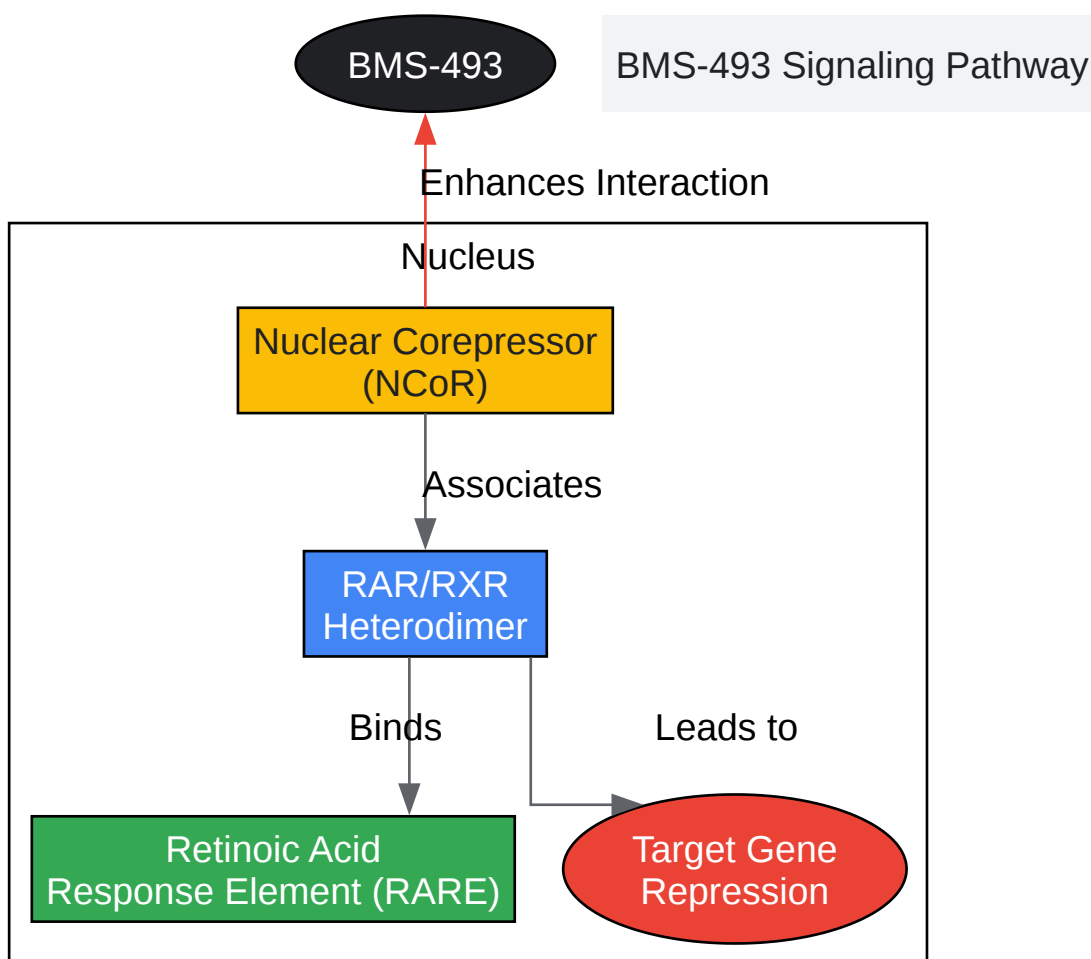 BMS-493
BMS-493 Signaling Pathway
Enhances Interaction
Nucleus
Nuclear Corepressor
(NCoR)
Associates
RAR/RXR
Heterodimer
Binds
Leads to
Retinoic Acid
Response Element (RARE)
Target Gene
Repression